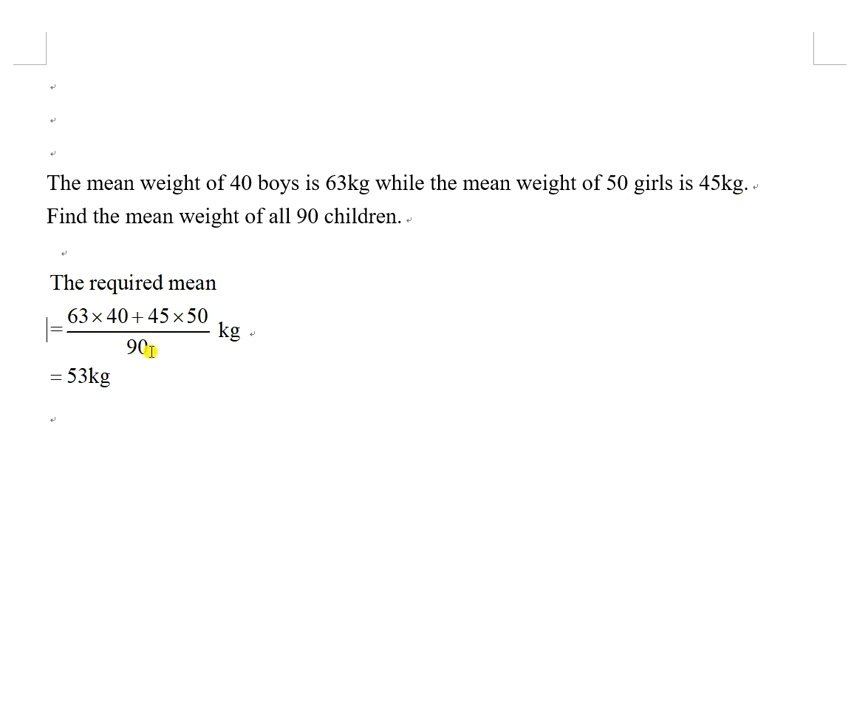 The mean weight of 40 boys is 63kg while the mean weight of 50 girls is 45kg.
Find the mean weight of all 90 children.
The required mean
= (63 × 40 + 45 × 50) / 90 kg
= 53kg